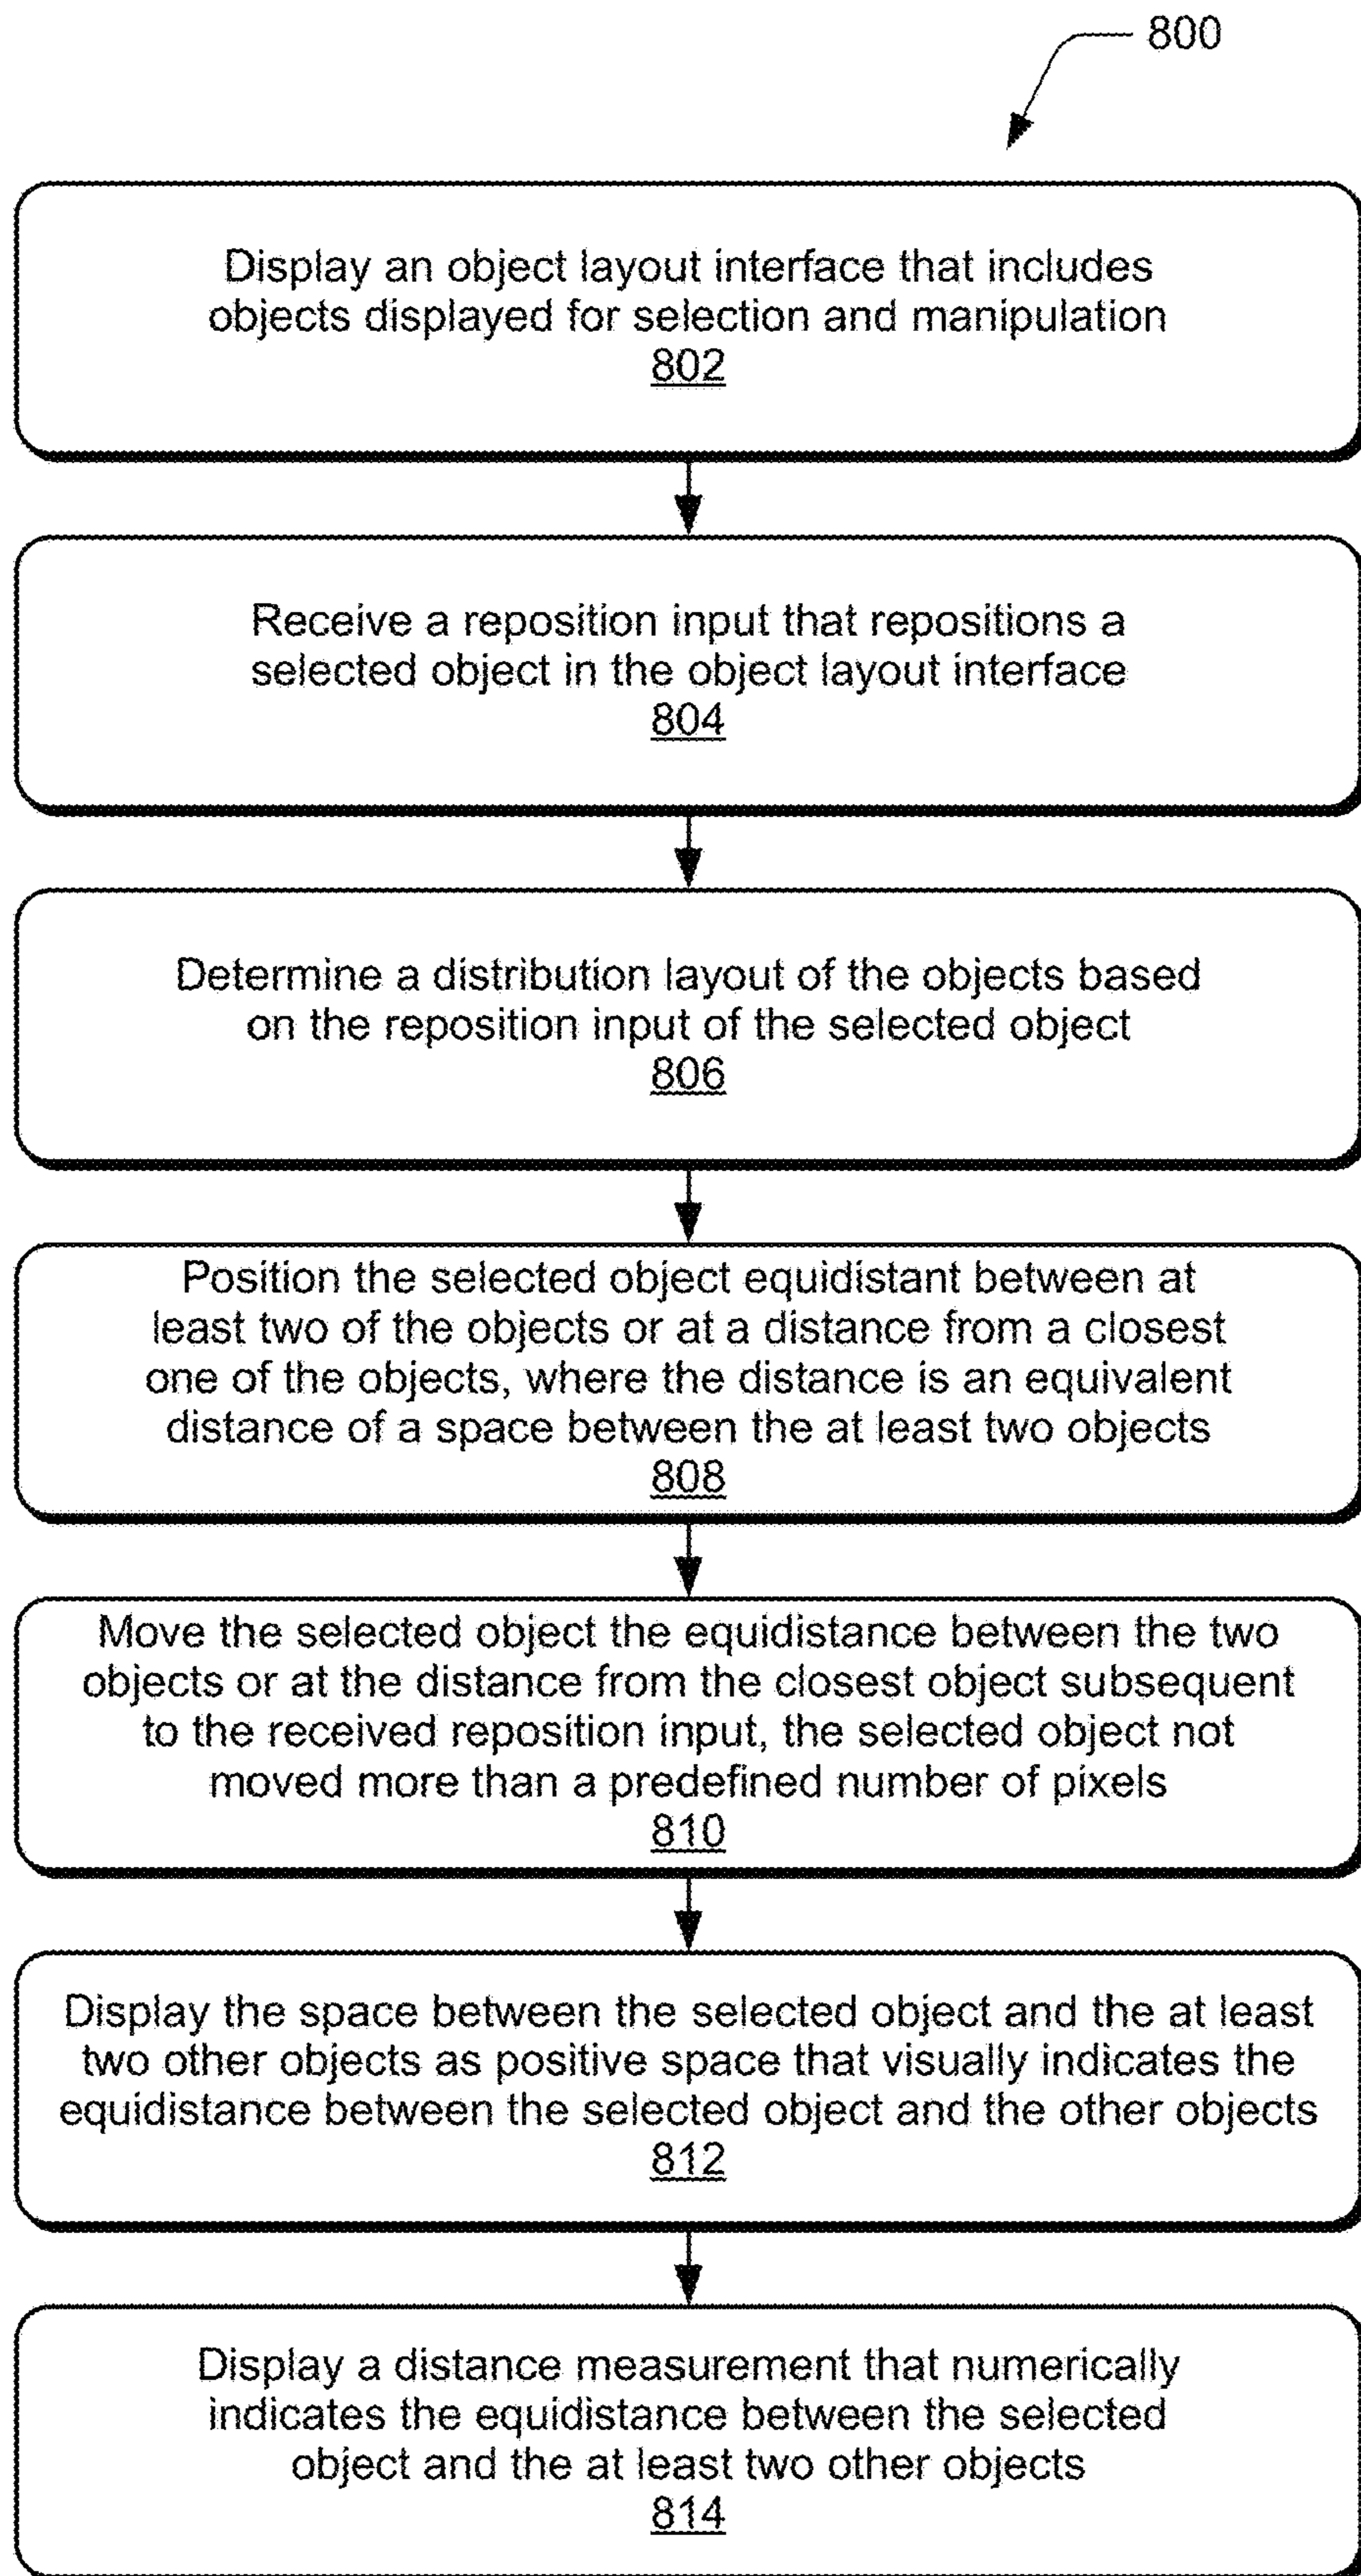 800
Display an object layout interface that includes
objects displayed for selection and manipulation
802
Receive a reposition input that repositions a
selected object in the object layout interface
804
Determine a distribution layout of the objects based
on the reposition input of the selected object
806
Position the selected object equidistant between at
least two of the objects or at a distance from a closest
one of the objects, where the distance is an equivalent
distance of a space between the at least two objects
808
Move the selected object the equidistance between the two
objects or at the distance from the closest object subsequent
to the received reposition input, the selected object not
moved more than a predefined number of pixels
810
Display the space between the selected object and the at least
two other objects as positive space that visually indicates the
equidistance between the selected object and the other objects
812
Display a distance measurement that numerically
indicates the equidistance between the selected
object and the at least two other objects
814